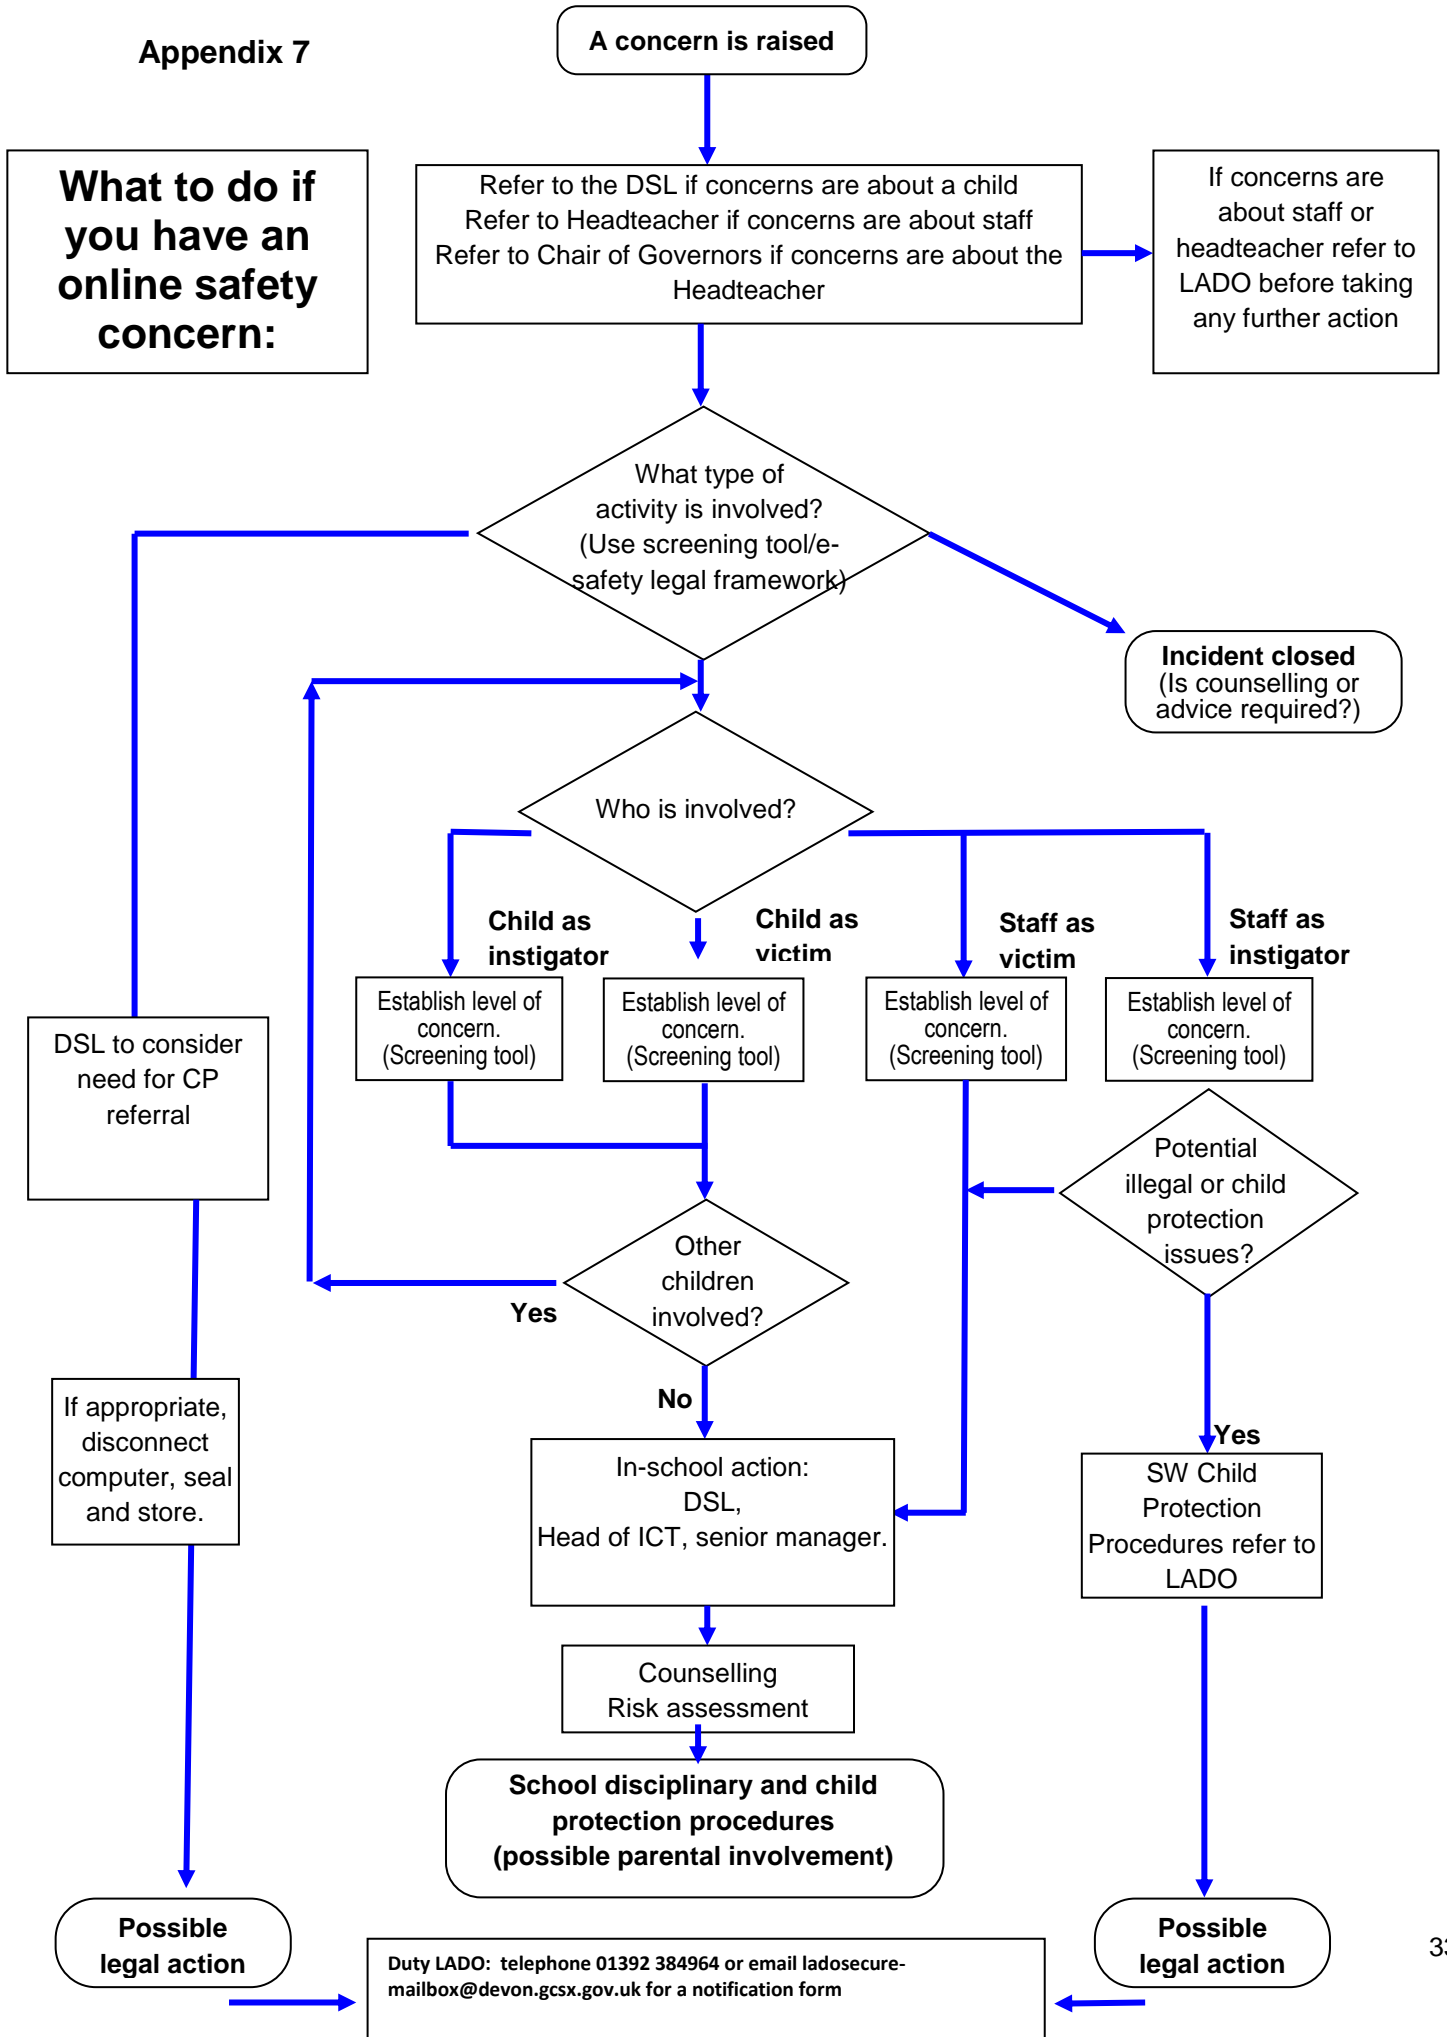 Appendix 7
A concern is raised
What to do if
you have an
online safety
concern:
Refer to the DSL if concerns are about a child
Refer to Headteacher if concerns are about staff
Refer to Chair of Governors if concerns are about the
Headteacher
If concerns are
about staff or
headteacher refer to
LADO before taking
any further action
What type of
activity is involved?
(Use screening tool/e-
safety legal framework)
Incident closed
(Is counselling or
advice required?)
Who is involved?
Child as
instigator
Child as
victim
Staff as
victim
Staff as
instigator
Establish level of
concern.
(Screening tool)
Establish level of
concern.
(Screening tool)
Establish level of
concern.
(Screening tool)
Establish level of
concern.
(Screening tool)
DSL to consider
need for CP
referral
Potential
illegal or child
protection
issues?
Other
children
involved?
Yes
No
Yes
If appropriate,
disconnect
computer, seal
and store.
In-school action:
DSL,
Head of ICT, senior manager.
SW Child
Protection
Procedures refer to
LADO
Counselling
Risk assessment
School disciplinary and child
protection procedures
(possible parental involvement)
Possible
legal action
Possible
legal action
Duty LADO: telephone 01392 384964 or email ladosecure-
mailbox@devon.gcsx.gov.uk for a notification form